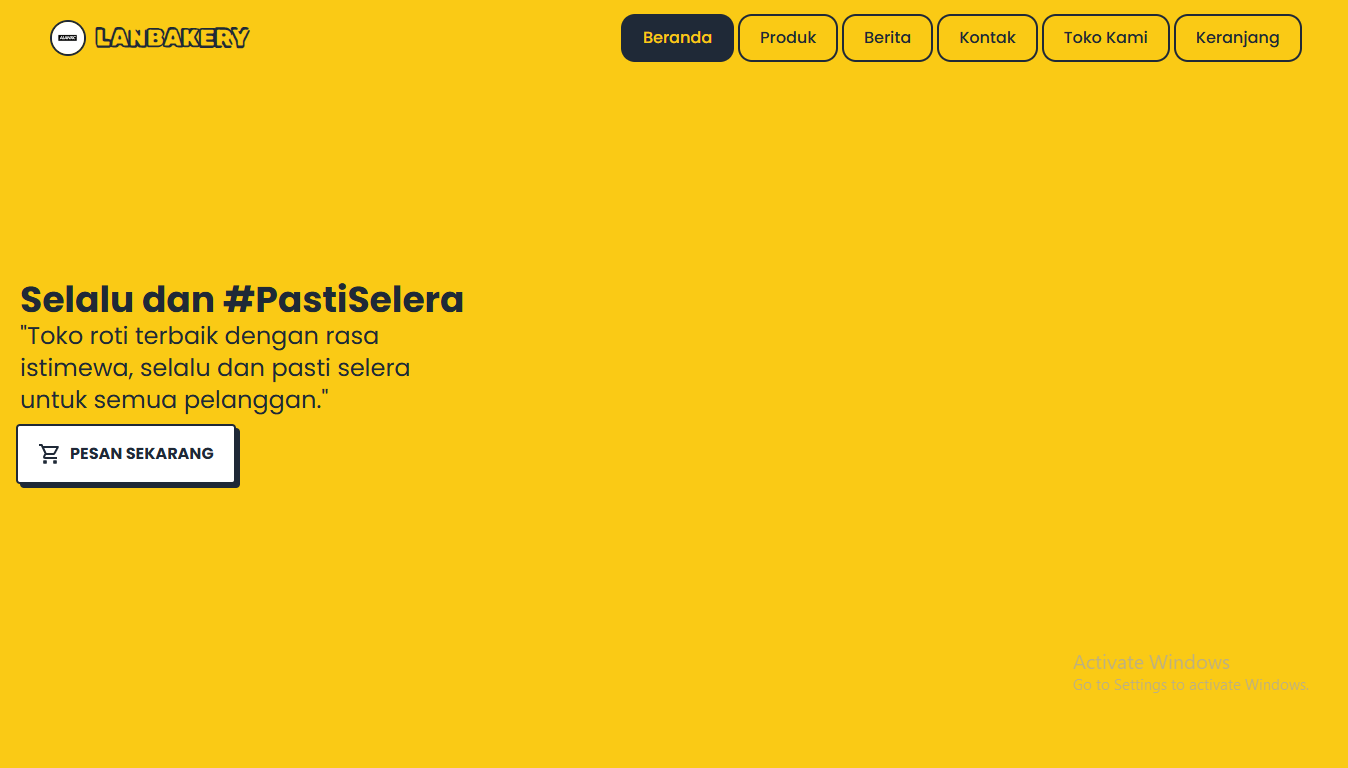 LANBAKERY
Beranda
Produk
Berita
Kontak
Toko Kami
Keranjang
Selalu dan #PastiSelera
"Toko roti terbaik dengan rasa
istimewa, selalu dan pasti selera
untuk semua pelanggan."
PESAN SEKARANG
Activate Windows
Go to Settings to activate Windows.